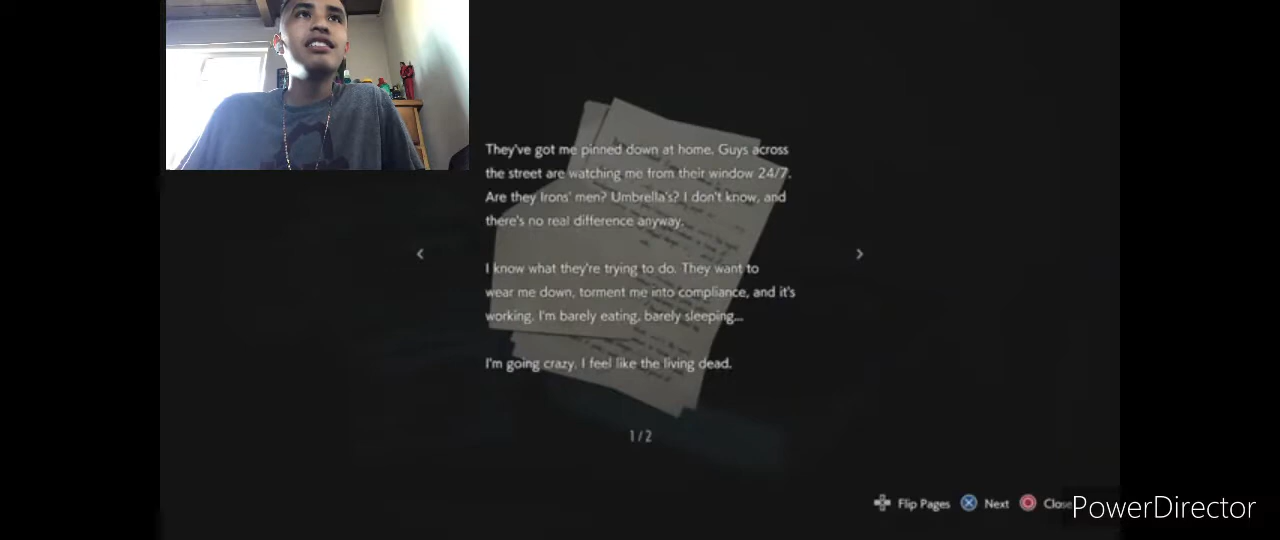 They've got me pinned down at home. Guys across
the street are watching me from their window 24/7.
Are they Irons' men? Umbrella's? I don't know, and
there's no real difference anyway.
I know what they're trying to do. They want to
wear me down, torment me into compliance, and it's
working. I'm barely eating, barely sleeping...
I'm going crazy. I feel like the living dead.
1/2
Flip Pages Next Close
PowerDirector